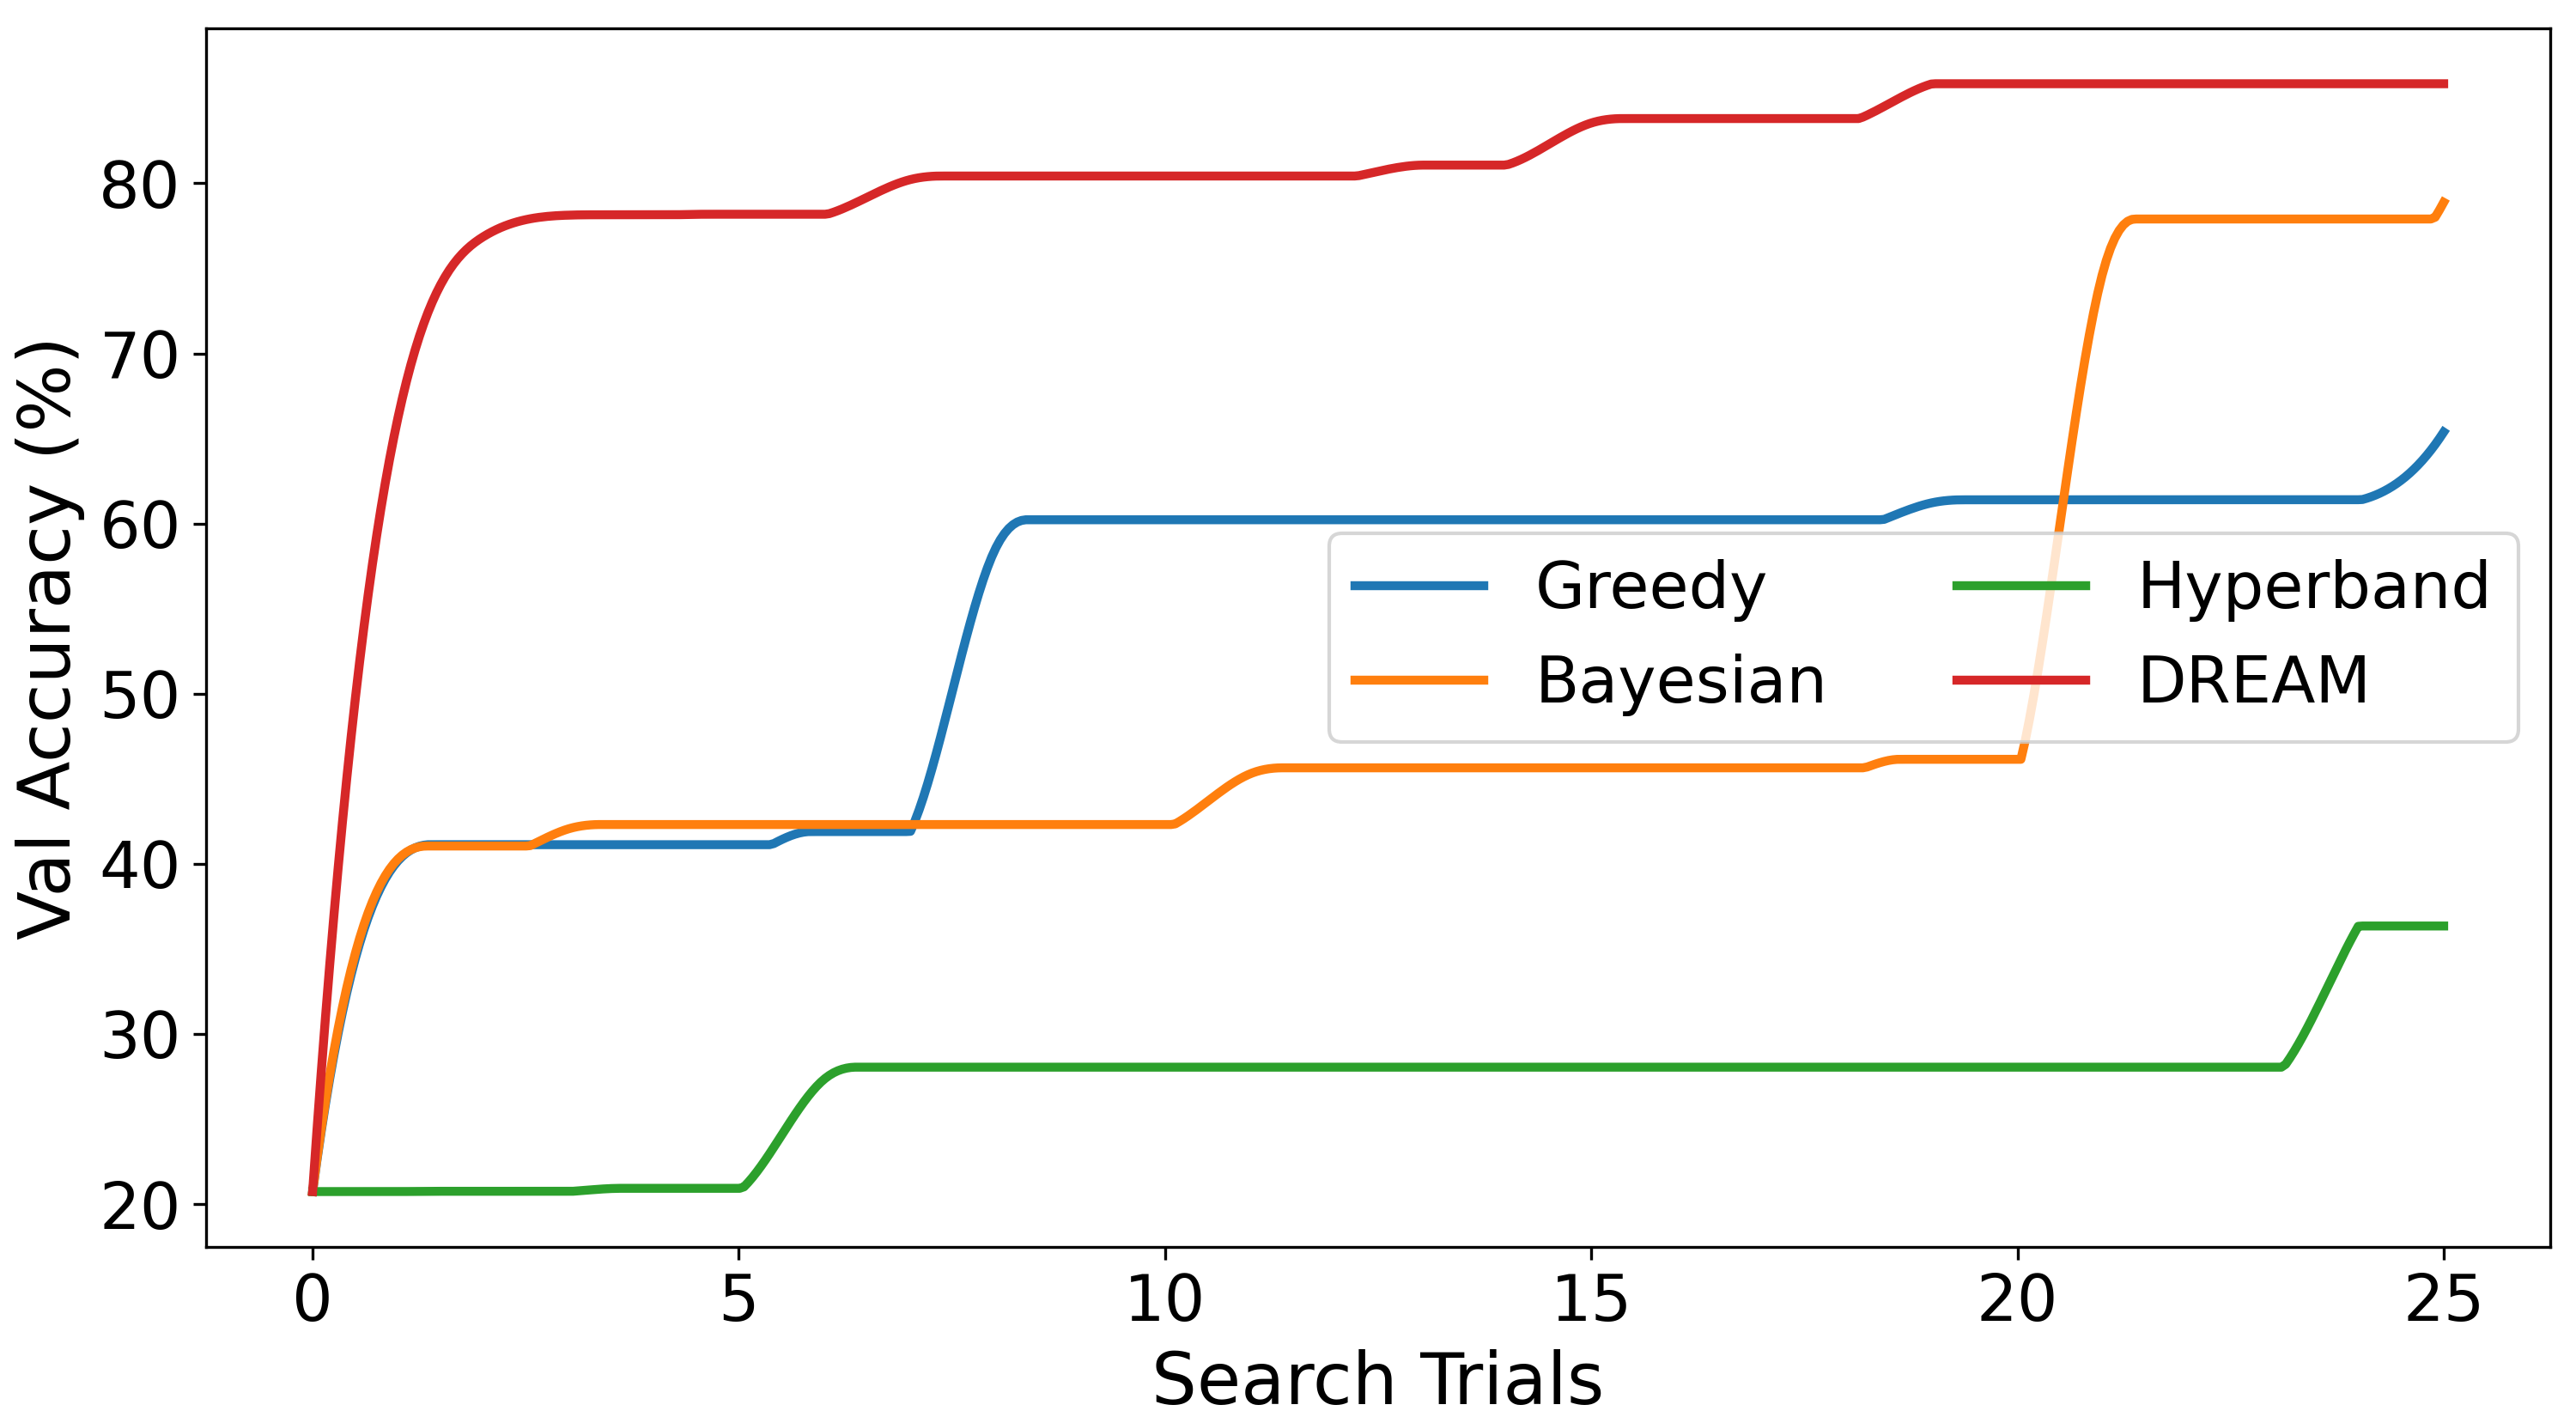 Val Accuracy (%)
80
70
60
50
40
30
20
Greedy
Bayesian
Hyperband
DREAM
0 5 10 15 20 25
Search Trials